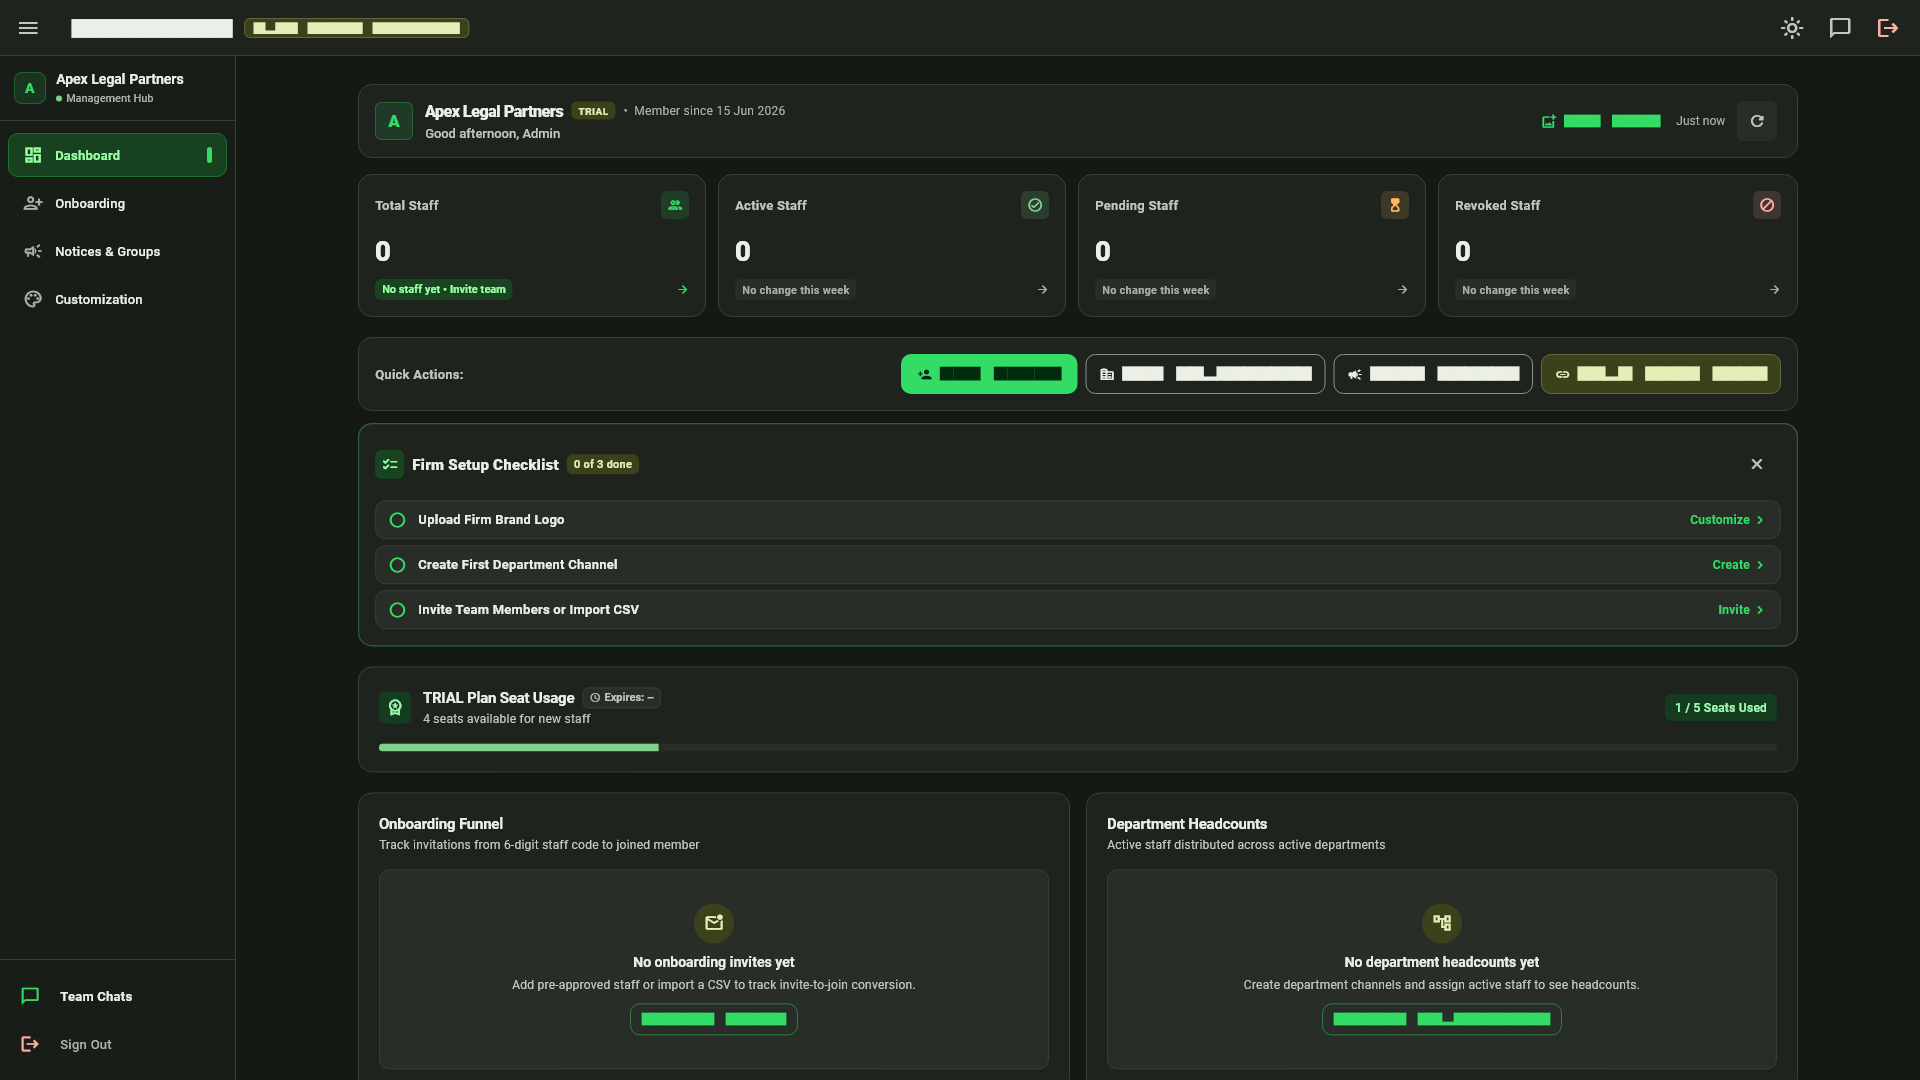 A
Apex Legal Partners
Management Hub
Dashboard
Onboarding
Notices & Groups
Customization
Team Chats
Sign Out
A
Apex Legal Partners
TRIAL
• Member since 15 Jun 2026
Good afternoon, Admin
Just now
Total Staff
0
No staff yet • Invite team
Active Staff
0
No change this week
Pending Staff
0
No change this week
Revoked Staff
0
No change this week
Quick Actions:
Firm Setup Checklist
0 of 3 done
Upload Firm Brand Logo
Customize
Create First Department Channel
Create
Invite Team Members or Import CSV
Invite
TRIAL Plan Seat Usage
Expires: –
4 seats available for new staff
1 / 5 Seats Used
Onboarding Funnel
Track invitations from 6-digit staff code to joined member
No onboarding invites yet
Add pre-approved staff or import a CSV to track invite-to-join conversion.
Department Headcounts
Active staff distributed across active departments
No department headcounts yet
Create department channels and assign active staff to see headcounts.